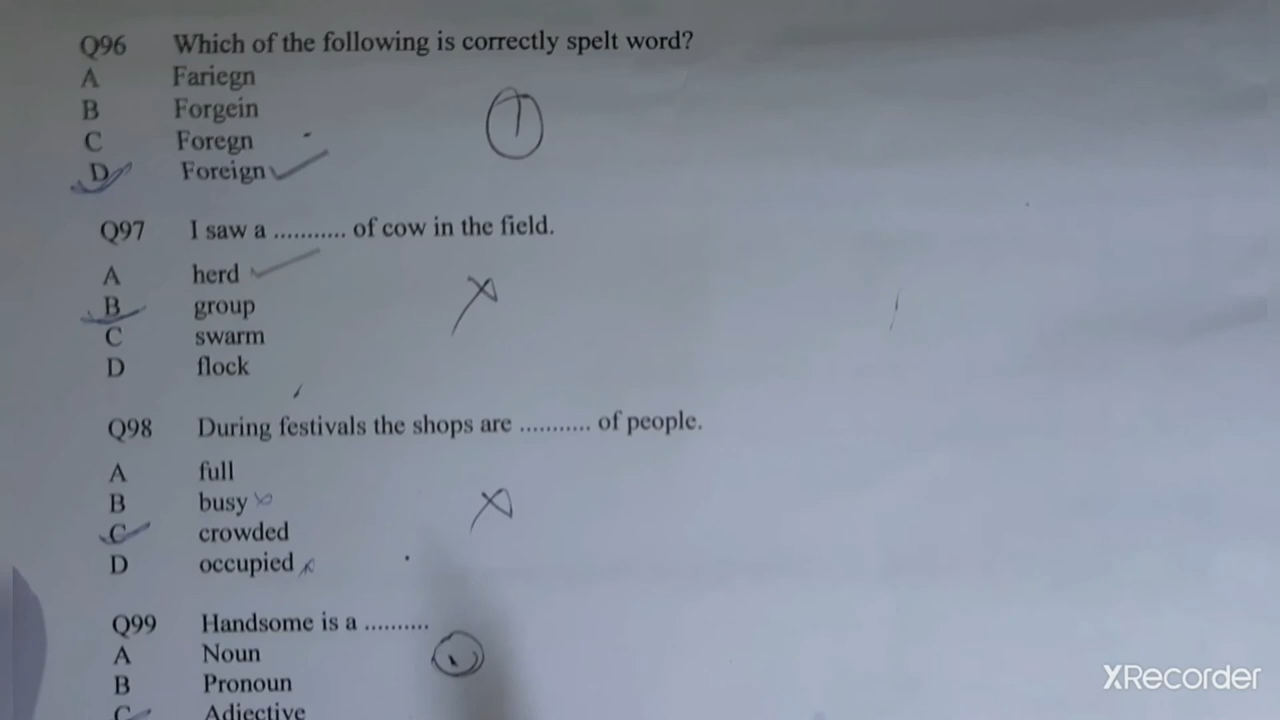 Q96 Which of the following is correctly spelt word?
A Fariegn
B Forgein
C Foregn
D Foreign
Q97 I saw a ........... of cow in the field.
A herd
B group
C swarm
D flock
Q98 During festivals the shops are ........... of people.
A full
B busy
C crowded
D occupied
Q99 Handsome is a ..........
A Noun
B Pronoun
C Adjective
XRecorder